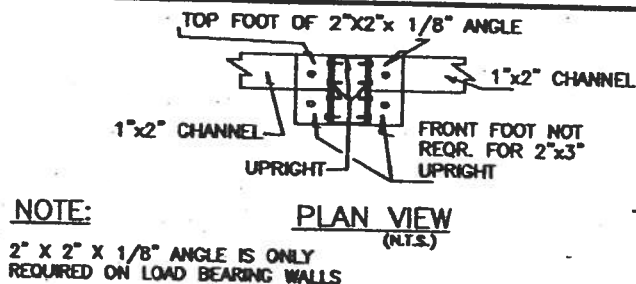 TOP FOOT OF 2"X2"x 1/8" ANGLE
1"x2" CHANNEL
1"x2" CHANNEL
FRONT FOOT NOT
REQR. FOR 2"x3"
UPRIGHT
UPRIGHT
NOTE:
PLAN VIEW
(N.T.S.)
2" X 2" X 1/8" ANGLE IS ONLY
REQUIRED ON LOAD BEARING WALLS